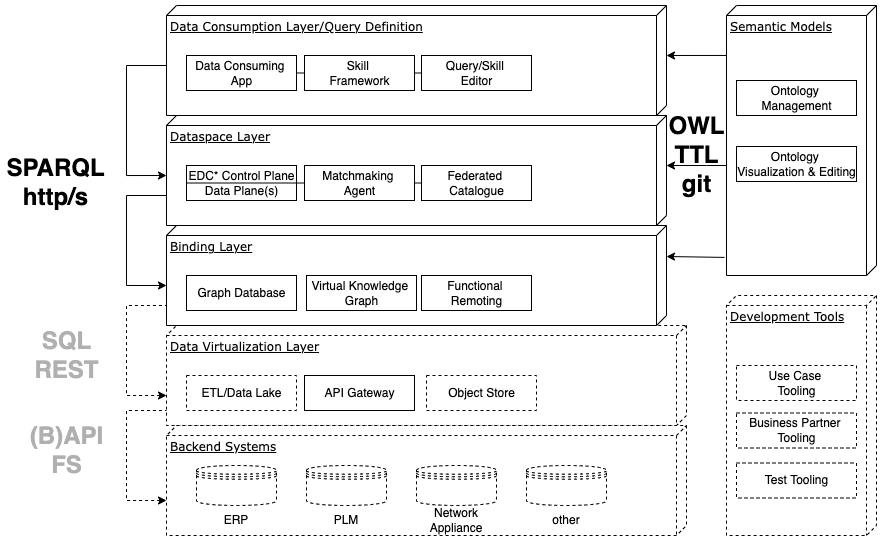 Data Consumption Layer/Query Definition
Data Consuming
App
Skill
Framework
Query/Skill
Editor
Semantic Models
Ontology
Management
Ontology
Visualization & Editing
OWL
TTL
git
SPARQL
http/s
Dataspace Layer
EDC* Control Plane
Data Plane(s)
Matchmaking
Agent
Federated
Catalogue
Binding Layer
Graph Database
Virtual Knowledge
Graph
Functional
Remoting
SQL
REST
Data Virtualization Layer
ETL/Data Lake
API Gateway
Object Store
Development Tools
Use Case
Tooling
Business Partner
Tooling
Test Tooling
(B)API
FS
Backend Systems
ERP
PLM
Network
Appliance
other